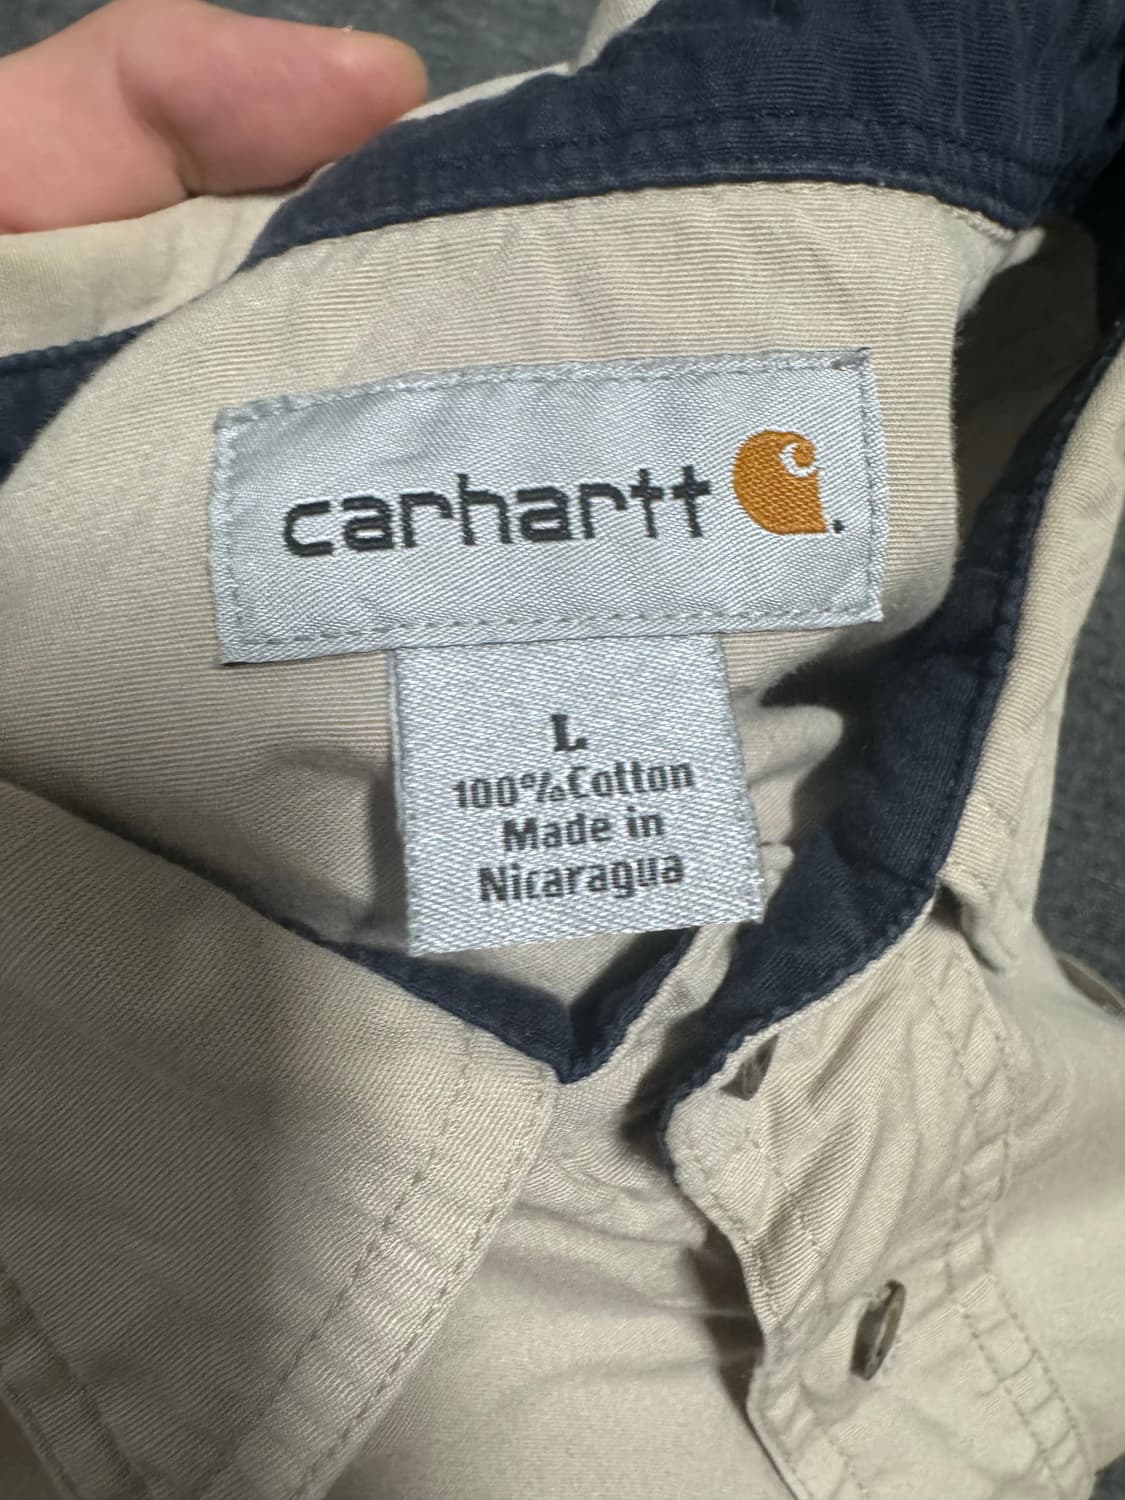 carhartt
L
100% Cotton
Made in
Nicaragua